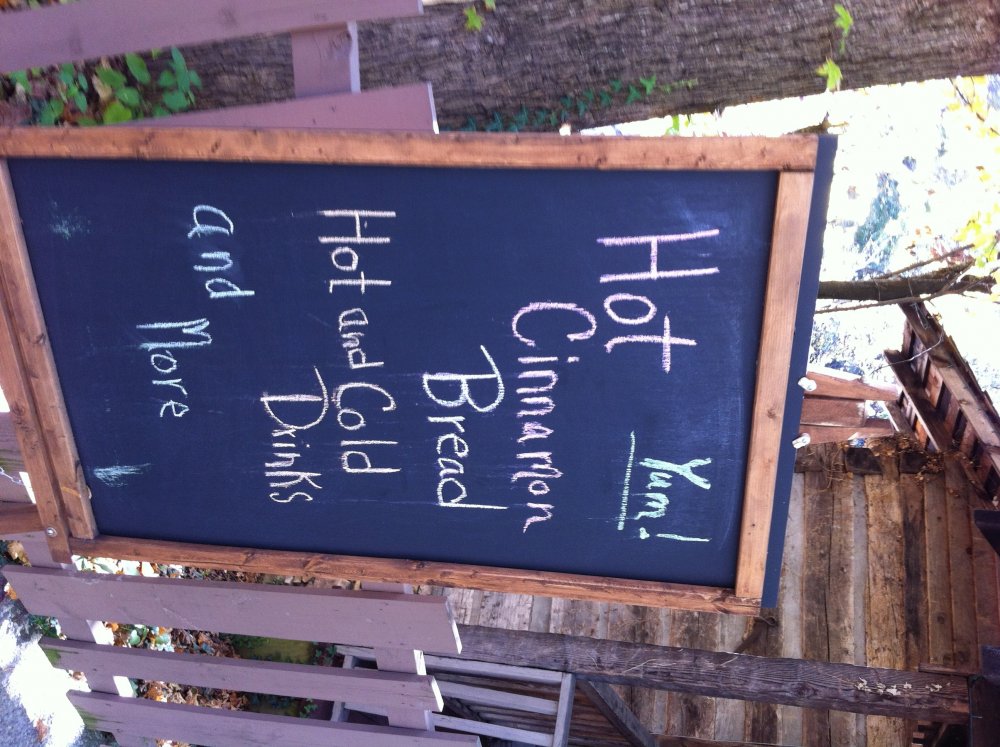 Hot
Yum!
Cinnamon
Bread
Hot and Cold
Drinks
and More